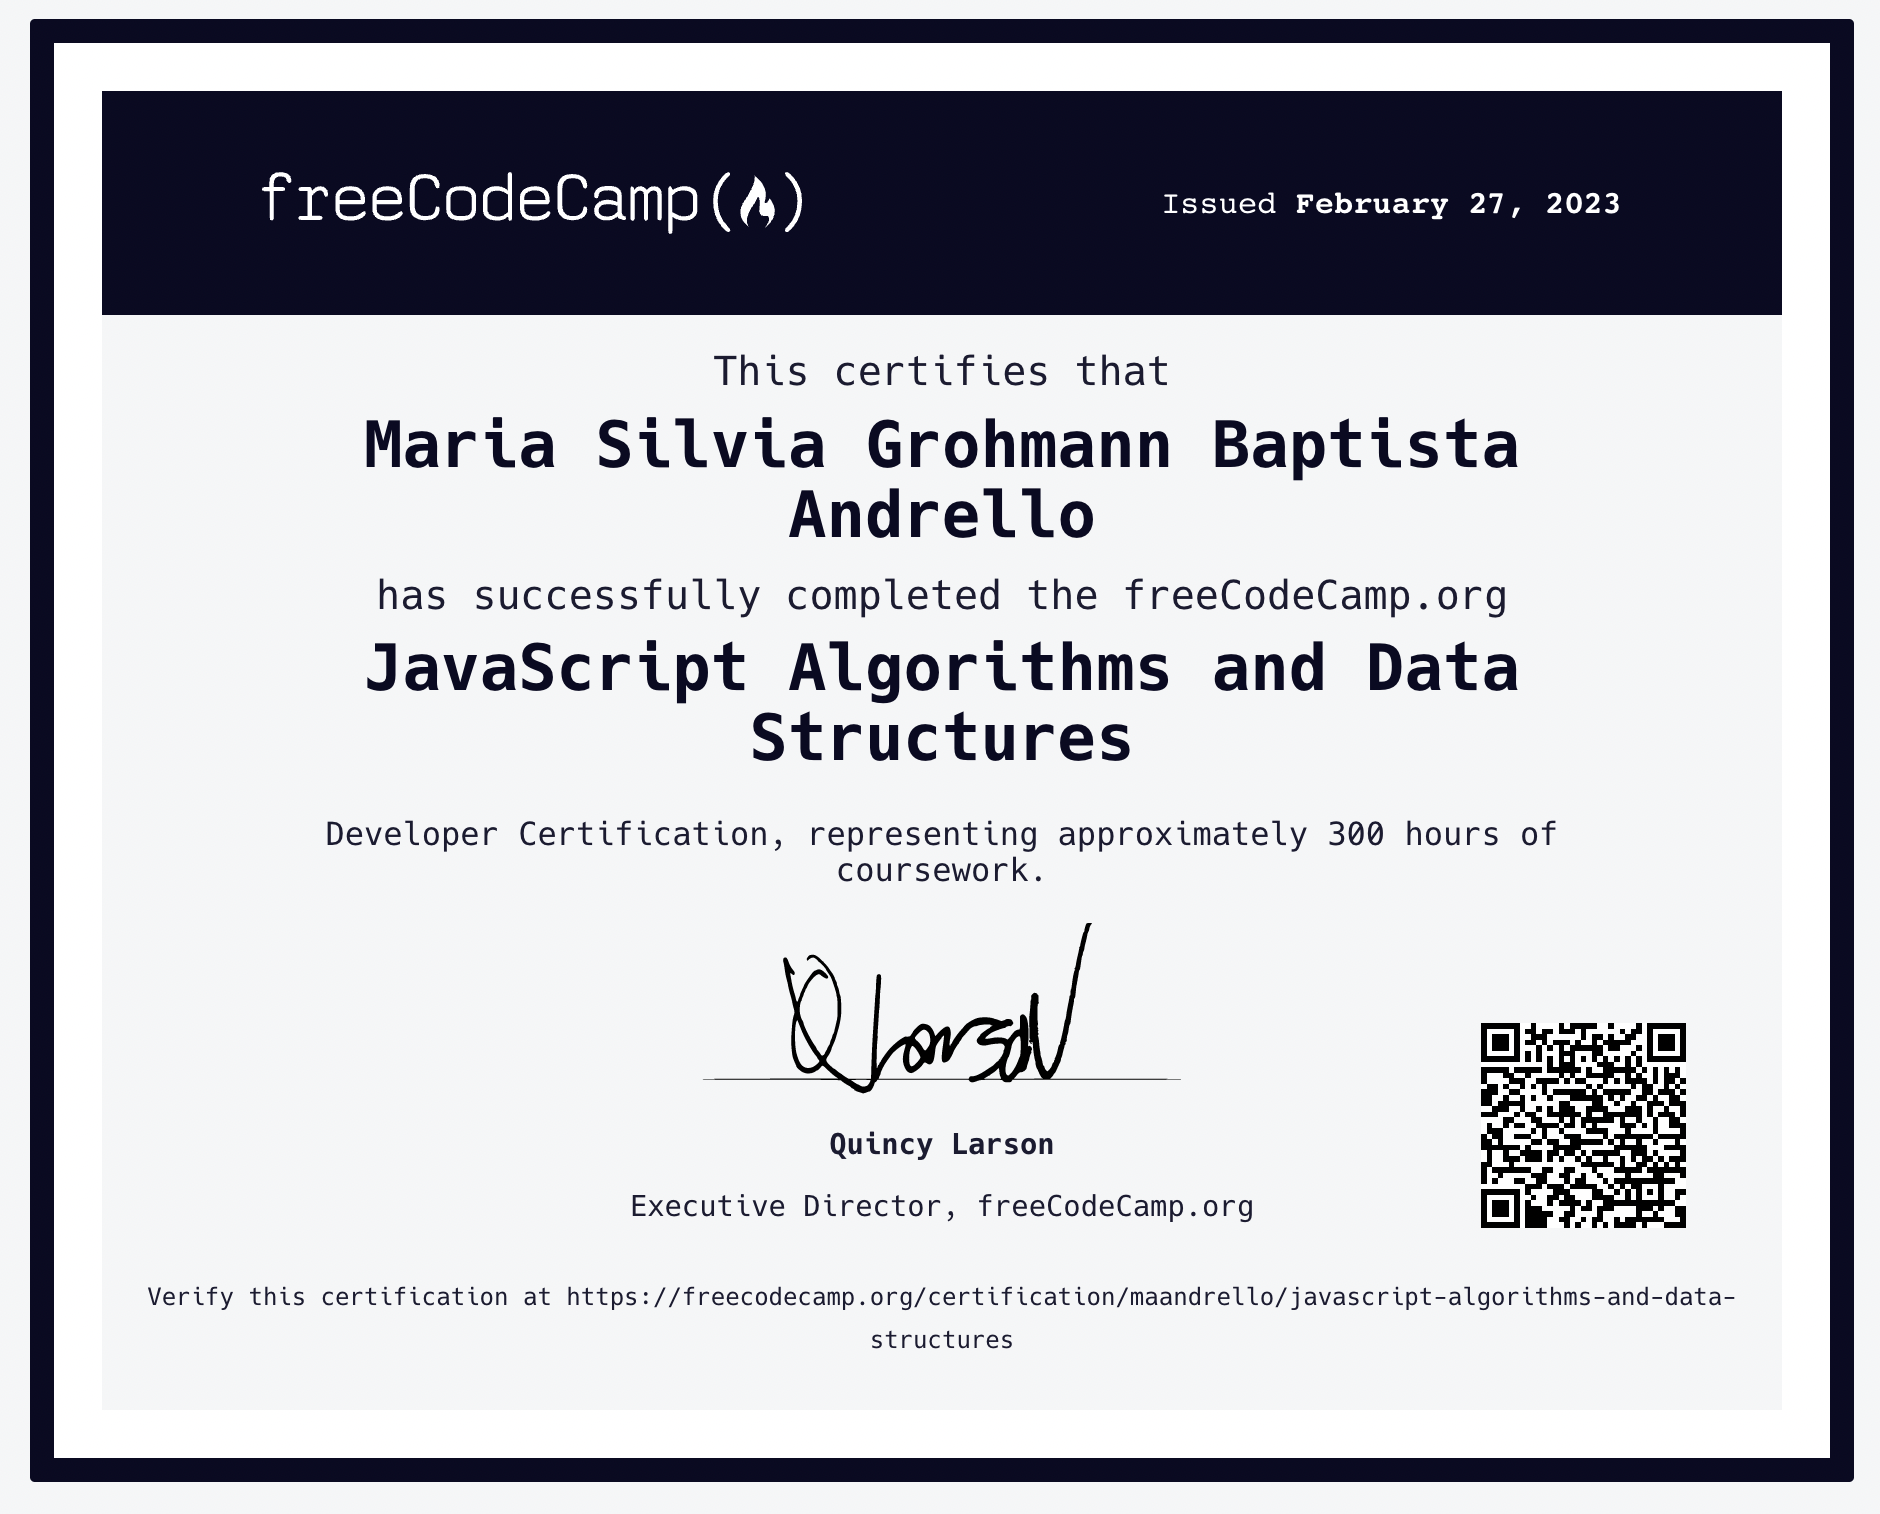 freeCodeCamp
Issued February 27, 2023
This certifies that
Maria Silvia Grohmann Baptista
Andrello
has successfully completed the freeCodeCamp.org
JavaScript Algorithms and Data
Structures
Developer Certification, representing approximately 300 hours of
coursework.
Quincy Larson
Executive Director, freeCodeCamp.org
Verify this certification at https://freecodecamp.org/certification/maandrello/javascript-algorithms-and-data-
structures